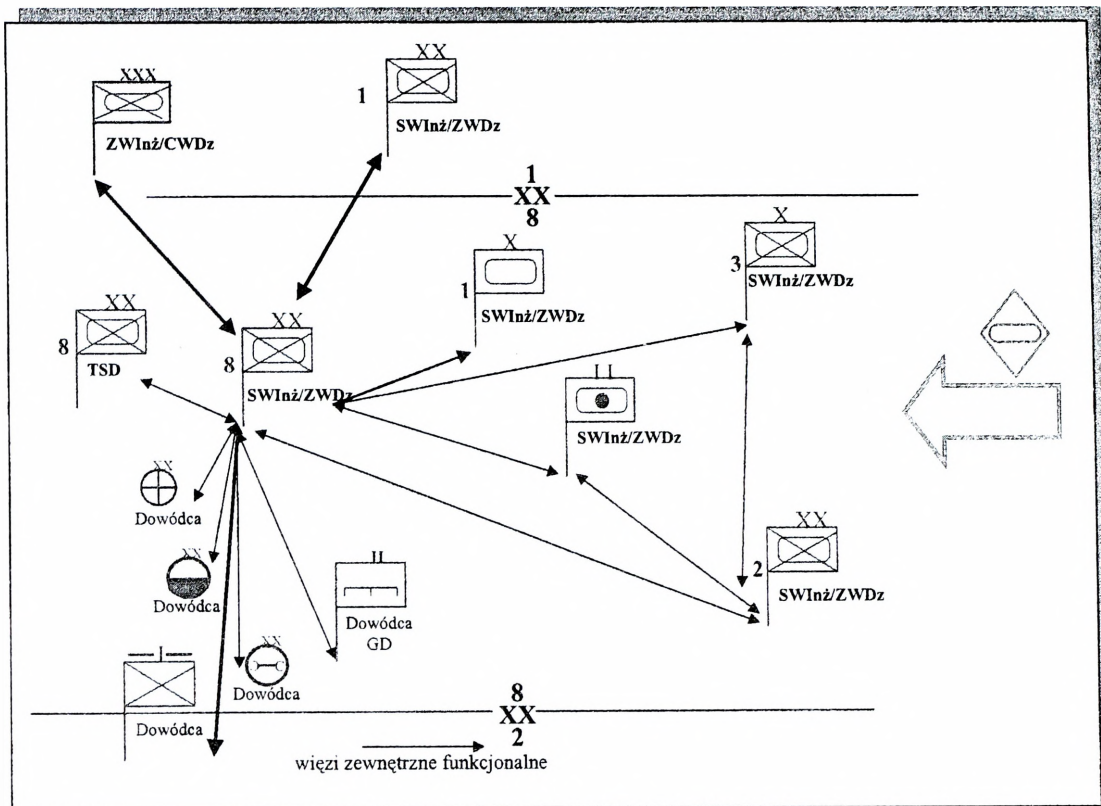 XXX
ZWInż/CWDz
XX
1
SWInż/ZWDz
1
XX
8
X
1
SWInż/ZWDz
X
3
SWInż/ZWDz
XX
8
TSD
XX
8
SWInż/ZWDz
II
SWInż/ZWDz
XX
Dowódca
XX
Dowódca
II
Dowódca
GD
XX
2
SWInż/ZWDz
XX
Dowódca
I
Dowódca
8
XX
2
więzi zewnętrzne funkcjonalne